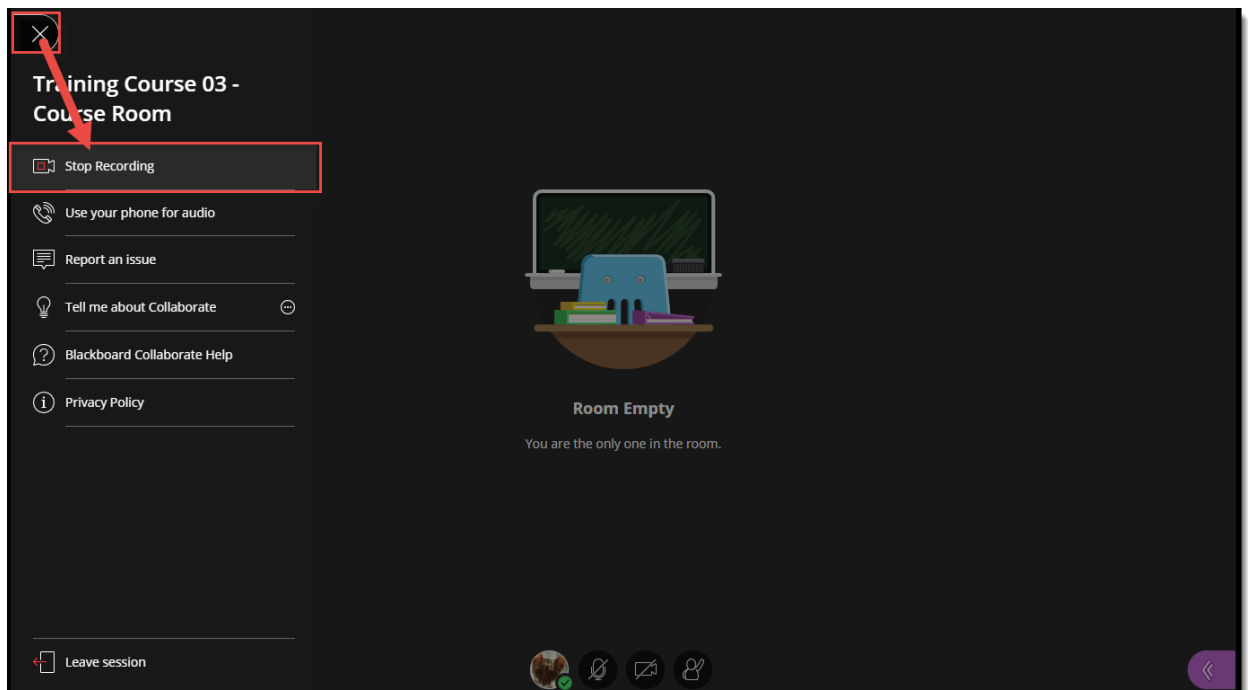 Training Course 03 -
Course Room
Stop Recording
Use your phone for audio
Report an issue
Tell me about Collaborate
Blackboard Collaborate Help
Privacy Policy
Leave session
Room Empty
You are the only one in the room.